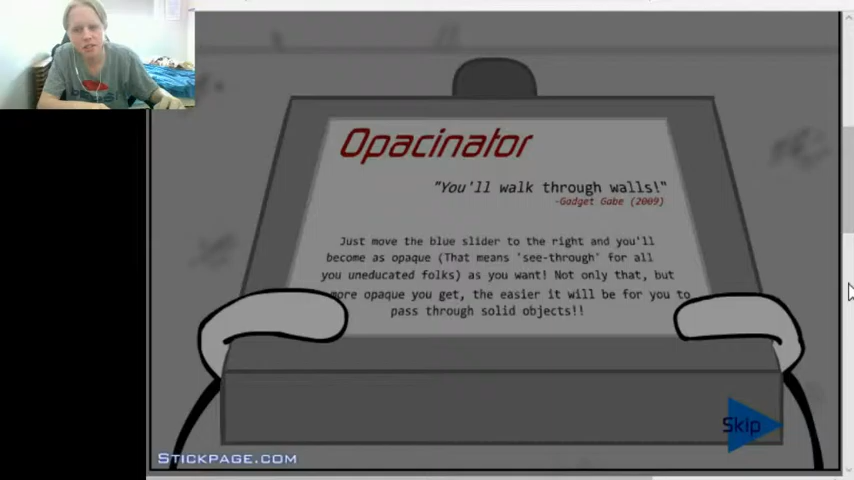 Opacinator
"You'll walk through walls!"
-Gadget Gabe (2009)
Just move the blue slider to the right and you'll
become as opaque (That means 'see-through' for all
you uneducated folks) as you want! Not only that, but
more opaque you get, the easier it will be for you to
pass through solid objects!!
Skip
STICKPAGE.COM